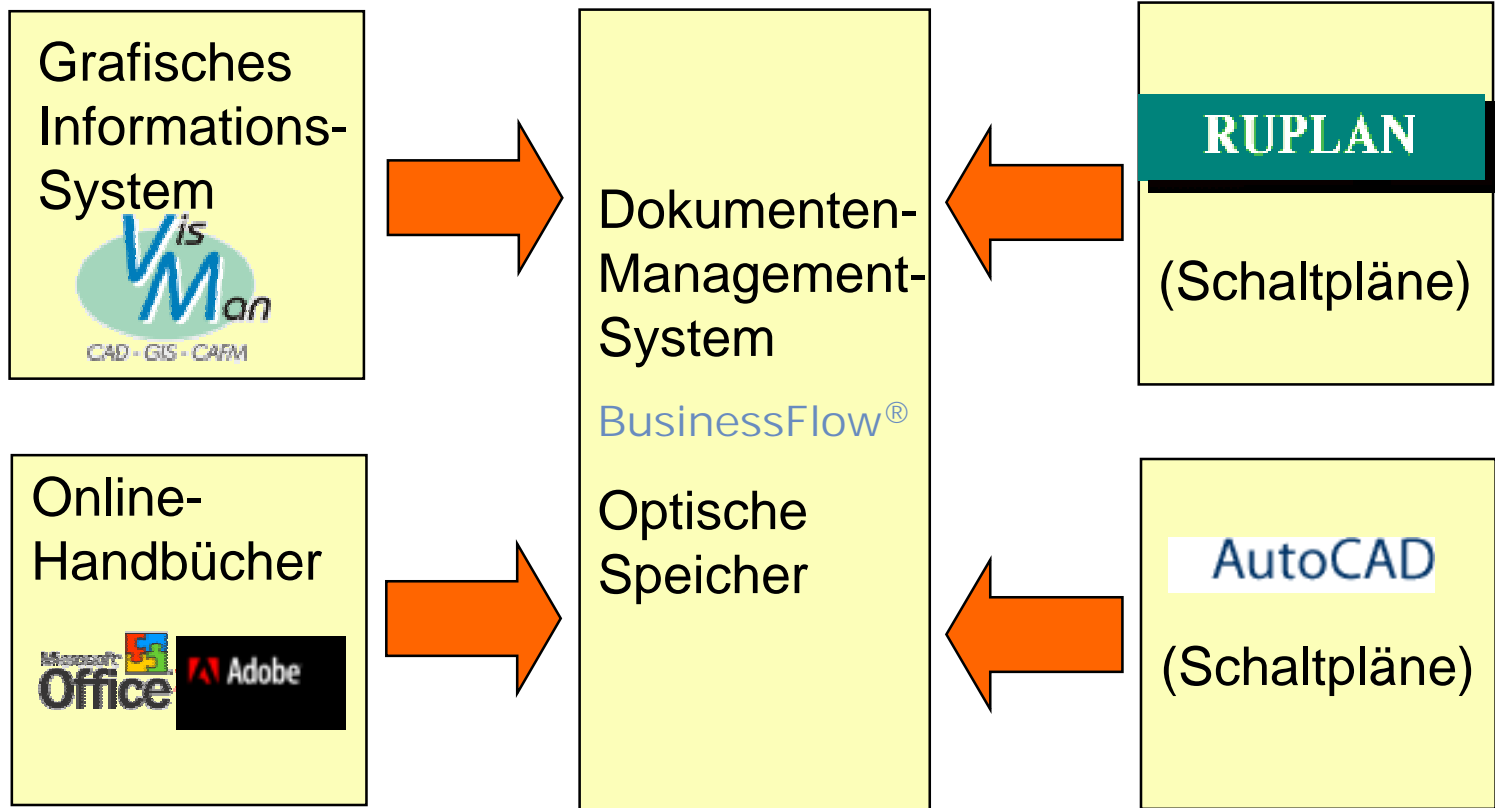 Grafisches
Informations-
System
Vis
Man
CAD - GIS - CAFM
Online-
Handbücher
Microsoft
Office
Adobe
Dokumenten-
Management-
System
BusinessFlow®
Optische
Speicher
RUPLAN
(Schaltpläne)
AutoCAD
(Schaltpläne)